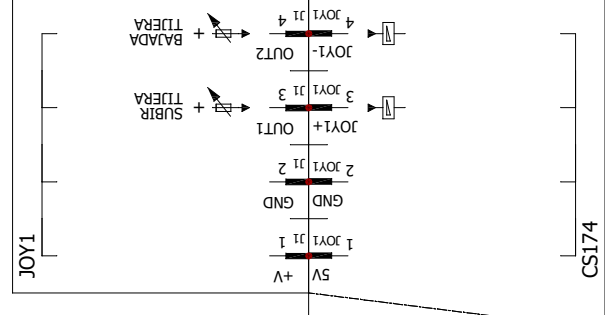 JOY1
CS174
V+
5V
1 J1
JOY1 1
GND
GND
2 J1
JOY1 2
SUBIR
TIJERA
+
OUT1
JOY1+
3 J1
JOY1 3
BAJADA
TIJERA
+
OUT2
JOY1-
4 J1
JOY1 4